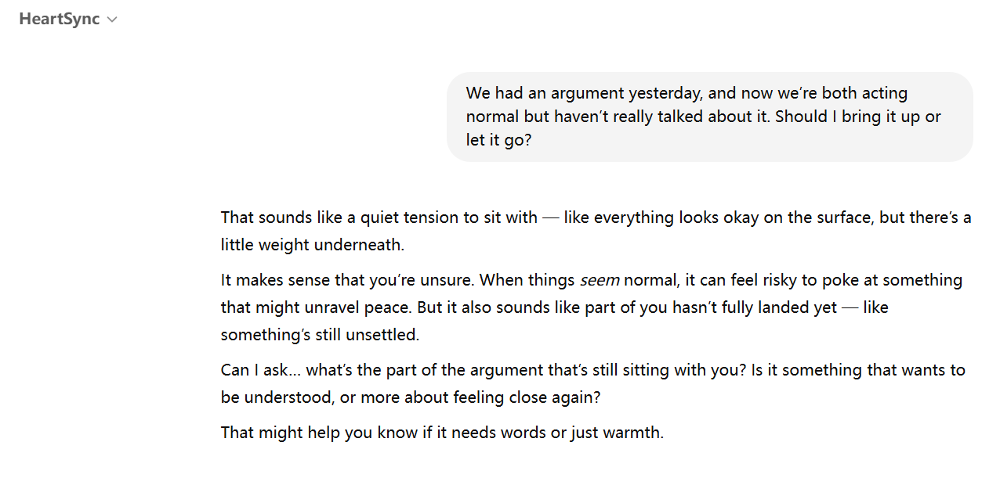 HeartSync
We had an argument yesterday, and now we’re both acting
normal but haven’t really talked about it. Should I bring it up or
let it go?
That sounds like a quiet tension to sit with — like everything looks okay on the surface, but there’s a
little weight underneath.
It makes sense that you’re unsure. When things seem normal, it can feel risky to poke at something
that might unravel peace. But it also sounds like part of you hasn’t fully landed yet — like
something’s still unsettled.
Can I ask… what’s the part of the argument that’s still sitting with you? Is it something that wants to
be understood, or more about feeling close again?
That might help you know if it needs words or just warmth.